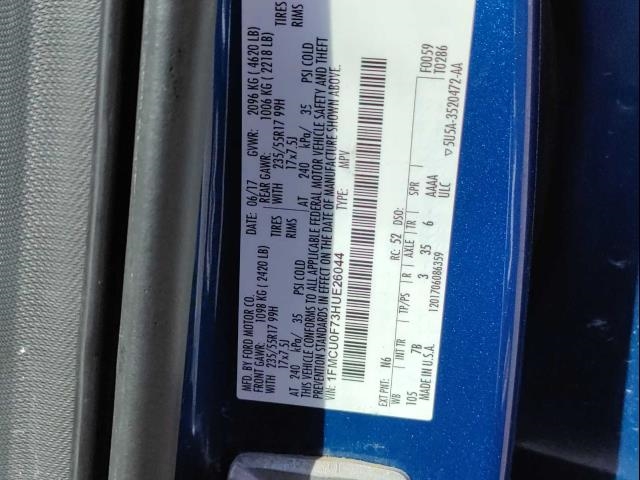 MFD. BY FORD MOTOR CO.
DATE: 06/17 GVWR: 2096 KG ( 4620 LB)
FRONT GAWR: 1098 KG ( 2420 LB) REAR GAWR: 1006 KG ( 2218 LB)
235/55R17 99H TIRES 235/55R17 99H TIRES
17x7.5J RIMS 17x7.5J RIMS
AT 240 kPa/ 35 PSI COLD AT 240 kPa/ 35 PSI COLD
THIS VEHICLE CONFORMS TO ALL APPLICABLE FEDERAL MOTOR VEHICLE SAFETY AND THEFT
PREVENTION STANDARDS IN EFFECT ON THE DATE OF MANUFACTURE SHOWN ABOVE.
VIN: 1FMCU0F73HUE26044 TYPE: MPV
EXT PNT: N6 RC: 52 DSO: F0059
WB INT TR TP/PS R AXLE TR SPR T0286
105 7B 3 35 6 AAAA
MADE IN U.S.A. ULC
1201706086359 ▽5U5A-3520472-AA